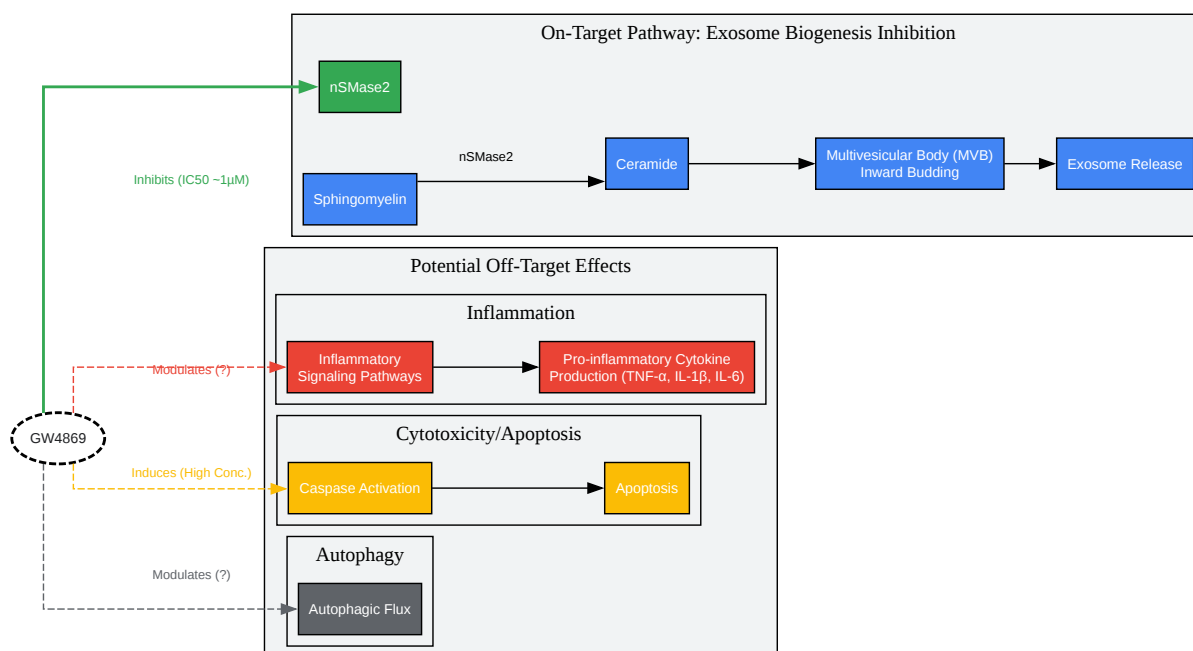 On-Target Pathway: Exosome Biogenesis Inhibition
nSMase2
nSMase2
Ceramide
Multivesicular Body (MVB)
Inward Budding
Exosome Release
Sphingomyelin
Inhibits (IC50 ~1μM)
Potential Off-Target Effects
Inflammation
Modulates (?)
Inflammatory
Signaling Pathways
Pro-inflammatory Cytokine
Production (TNF-α, IL-1β, IL-6)
GW4869
Cytotoxicity/Apoptosis
Induces (High Conc.)
Caspase Activation
Apoptosis
Autophagy
Modulates (?)
Autophagic Flux